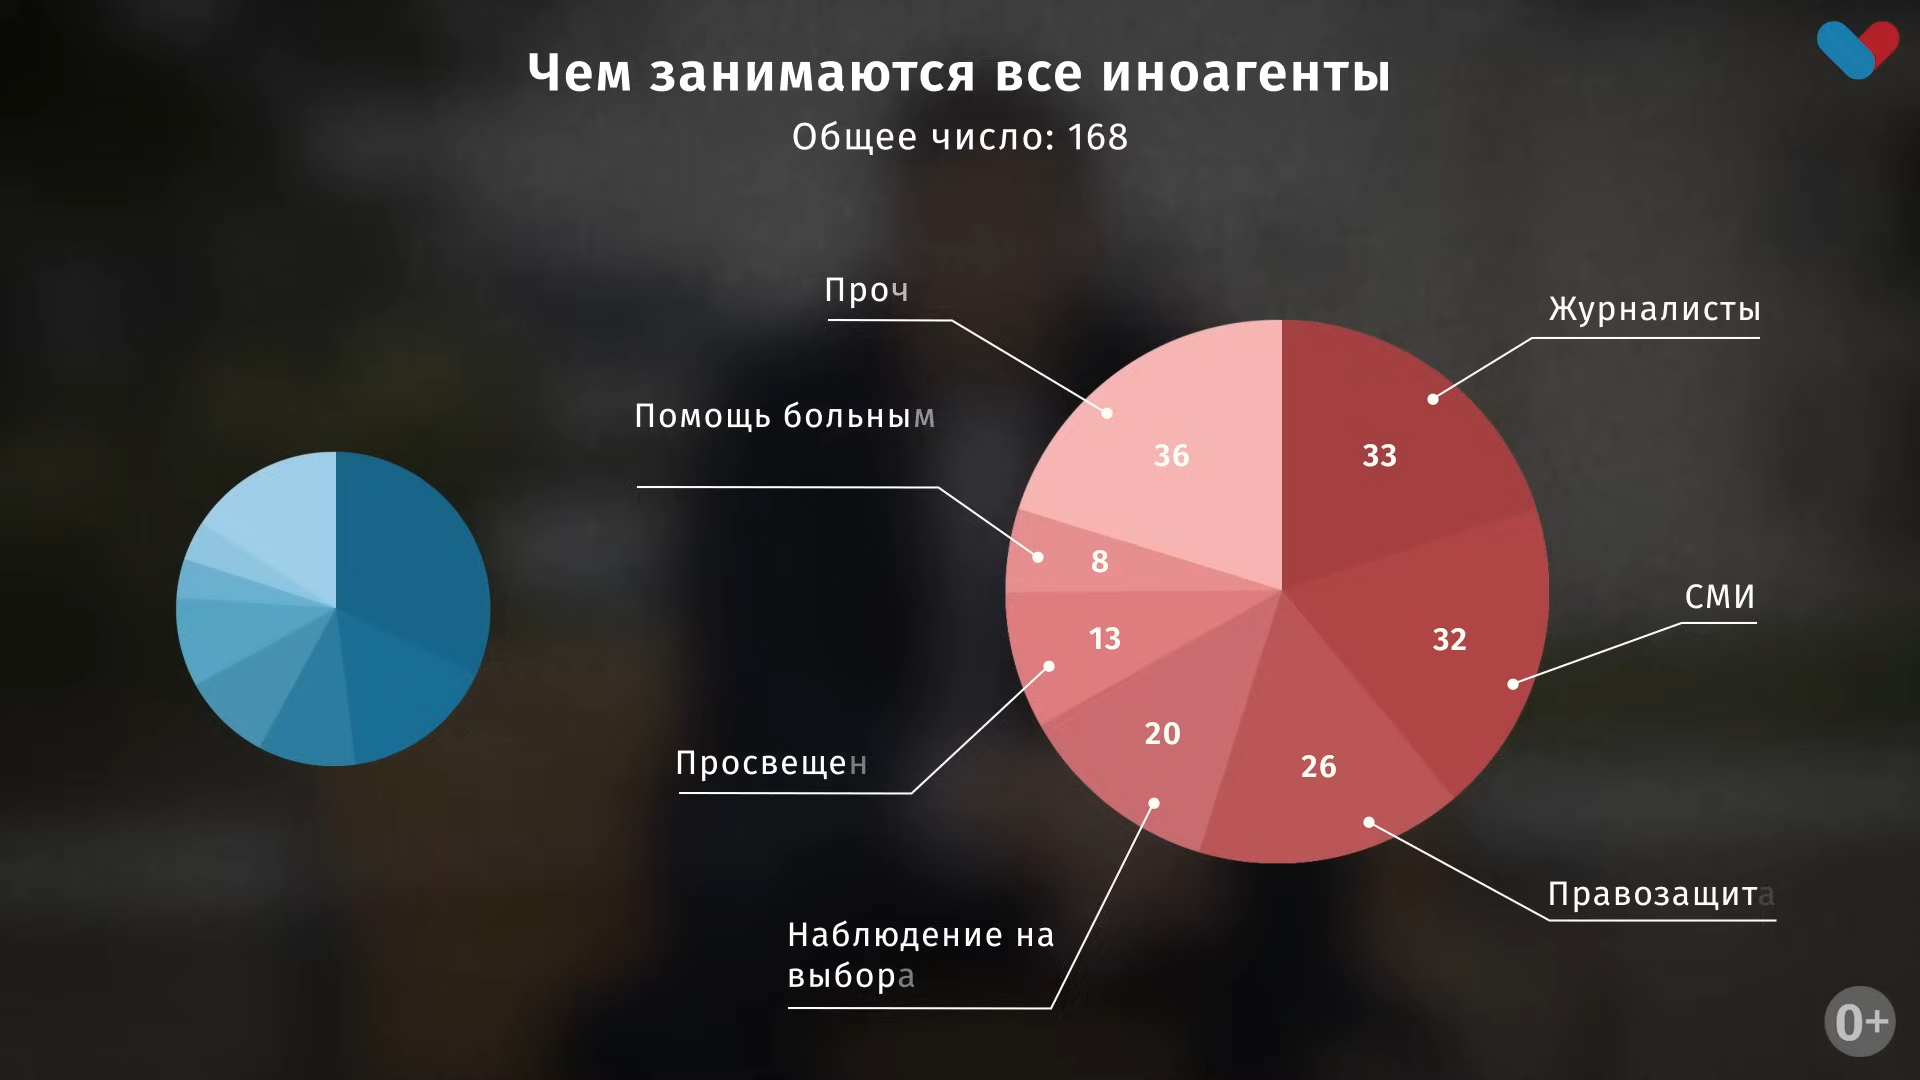 Чем занимаются все иноагенты
Общее число: 168
Проч
Журналисты
Помощь больным
36
33
8
СМИ
13
32
20
Просвещен
26
Правозащита
Наблюдение на
выбора
0+